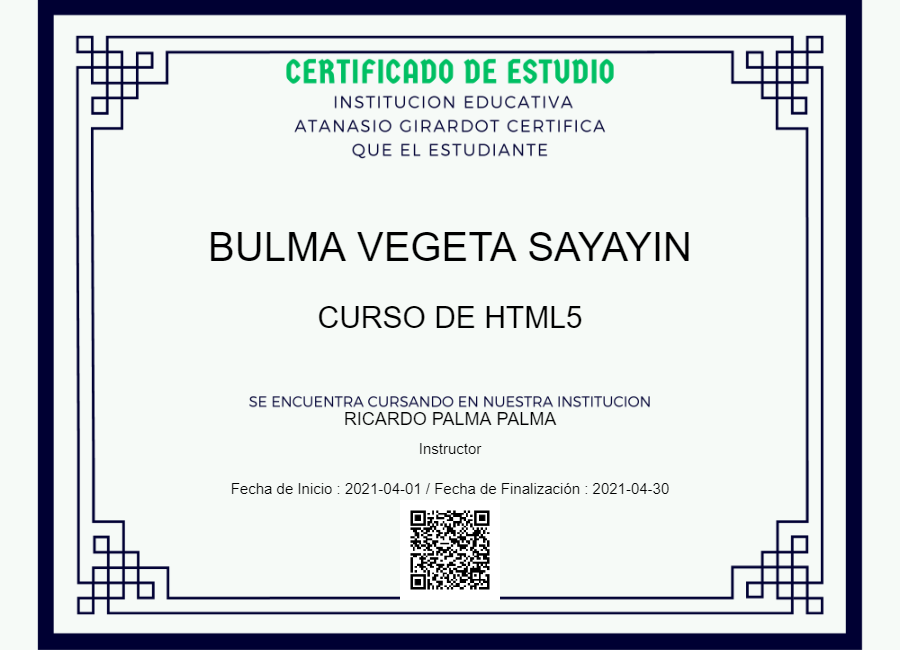 CERTIFICADO DE ESTUDIO
INSTITUCION EDUCATIVA
ATANASIO GIRARDOT CERTIFICA
QUE EL ESTUDIANTE
BULMA VEGETA SAYAYIN
CURSO DE HTML5
SE ENCUENTRA CURSANDO EN NUESTRA INSTITUCION
RICARDO PALMA PALMA
Instructor
Fecha de Inicio : 2021-04-01 / Fecha de Finalización : 2021-04-30